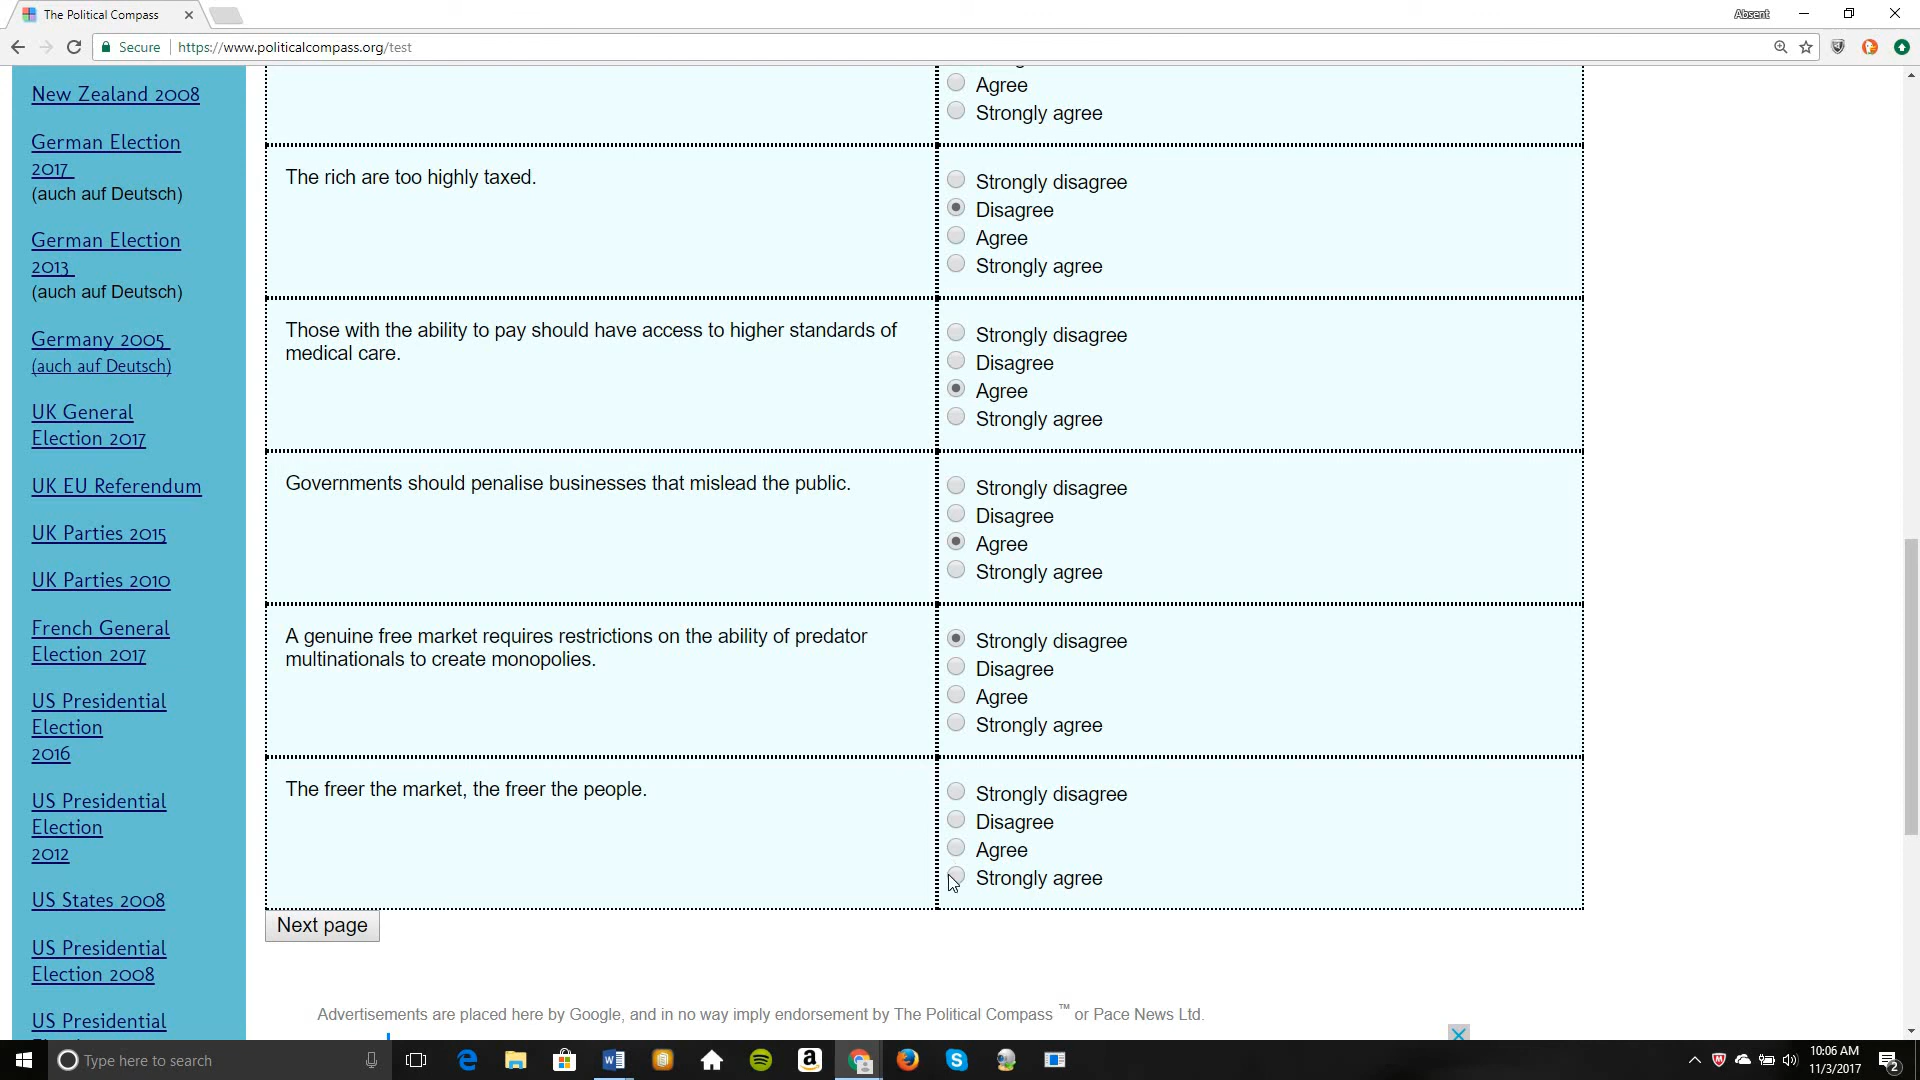 The Political Compass
Absent
Secure
https://www.politicalcompass.org/test
New Zealand 2008
German Election
2017
(auch auf Deutsch)
German Election
2013
(auch auf Deutsch)
Germany 2005
(auch auf Deutsch)
UK General
Election 2017
UK EU Referendum
UK Parties 2015
UK Parties 2010
French General
Election 2017
US Presidential
Election
2016
US Presidential
Election
2012
US States 2008
US Presidential
Election 2008
US Presidential
Agree
Strongly agree
The rich are too highly taxed.
Strongly disagree
Disagree
Agree
Strongly agree
Those with the ability to pay should have access to higher standards of
medical care.
Strongly disagree
Disagree
Agree
Strongly agree
Governments should penalise businesses that mislead the public.
Strongly disagree
Disagree
Agree
Strongly agree
A genuine free market requires restrictions on the ability of predator
multinationals to create monopolies.
Strongly disagree
Disagree
Agree
Strongly agree
The freer the market, the freer the people.
Strongly disagree
Disagree
Agree
Strongly agree
Next page
Advertisements are placed here by Google, and in no way imply endorsement by The Political Compass ™ or Pace News Ltd.
Type here to search
10:06 AM
11/3/2017
2